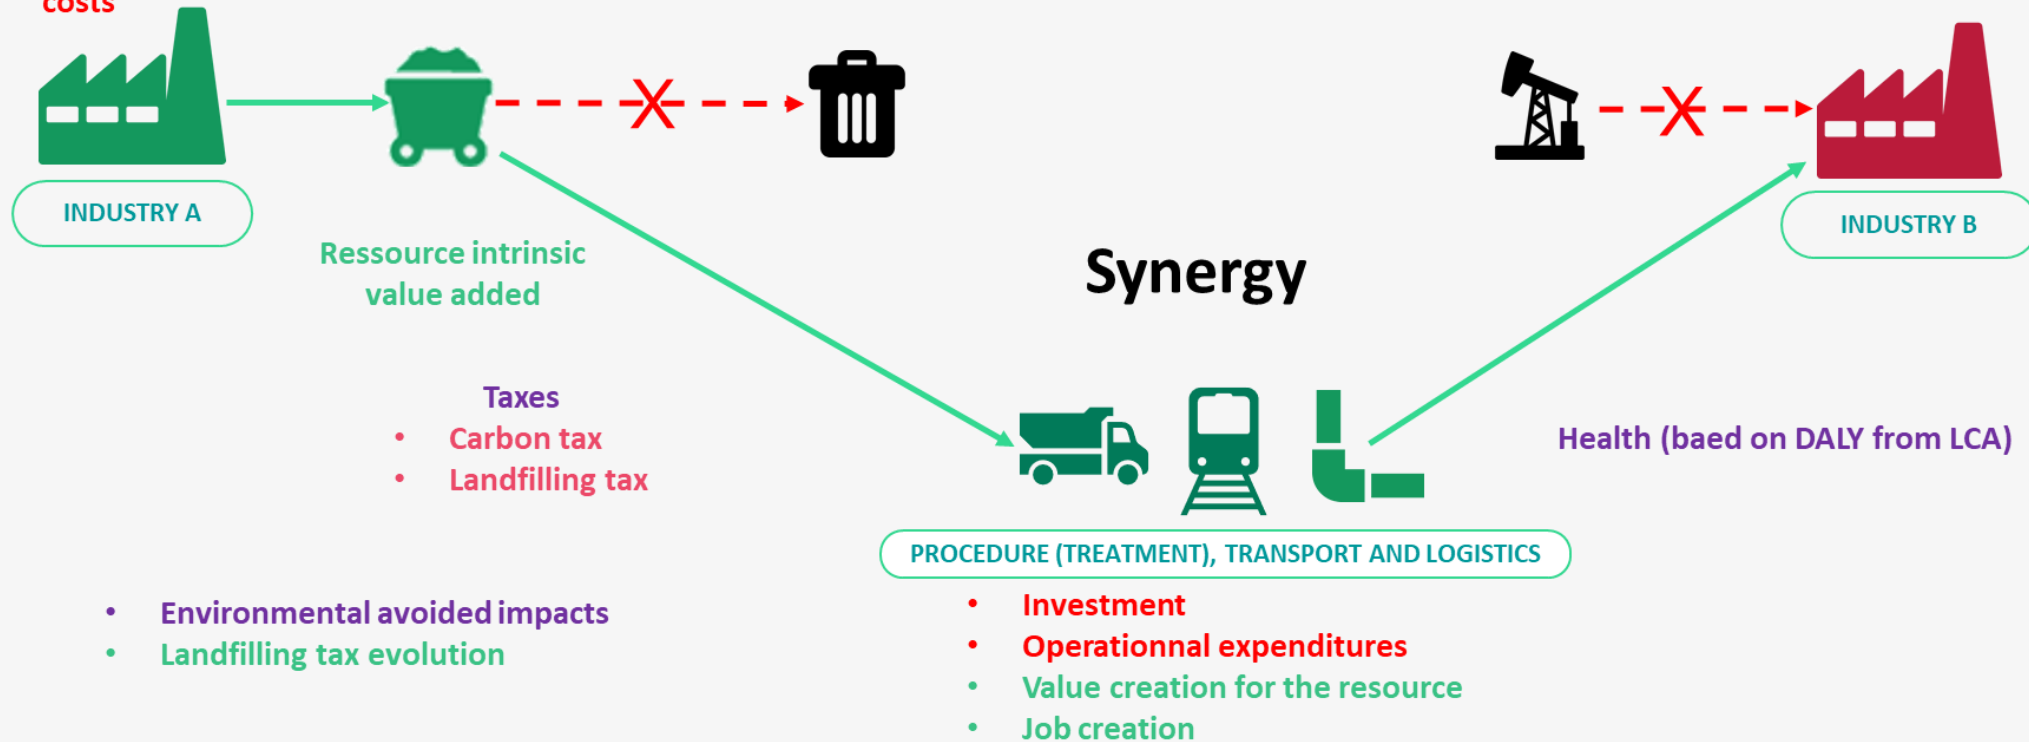 costs
INDUSTRY A
INDUSTRY B
Ressource intrinsic
value added
Synergy
Taxes
• Carbon tax
• Landfilling tax
Health (baed on DALY from LCA)
PROCEDURE (TREATMENT), TRANSPORT AND LOGISTICS
• Environmental avoided impacts
• Landfilling tax evolution
• Investment
• Operationnal expenditures
• Value creation for the resource
• Job creation